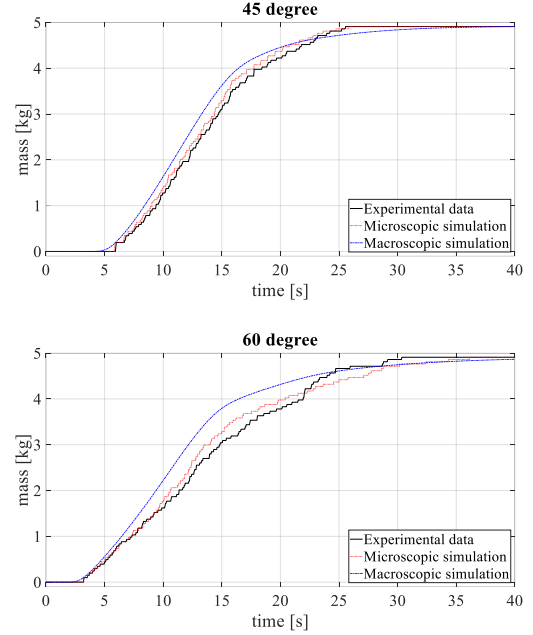 45 degree
5
4
3
2
1
0
mass [kg]
Experimental data
Microscopic simulation
Macroscopic simulation
0 5 10 15 20 25 30 35 40
time [s]
60 degree
5
4
3
2
1
0
mass [kg]
Experimental data
Microscopic simulation
Macroscopic simulation
0 5 10 15 20 25 30 35 40
time [s]